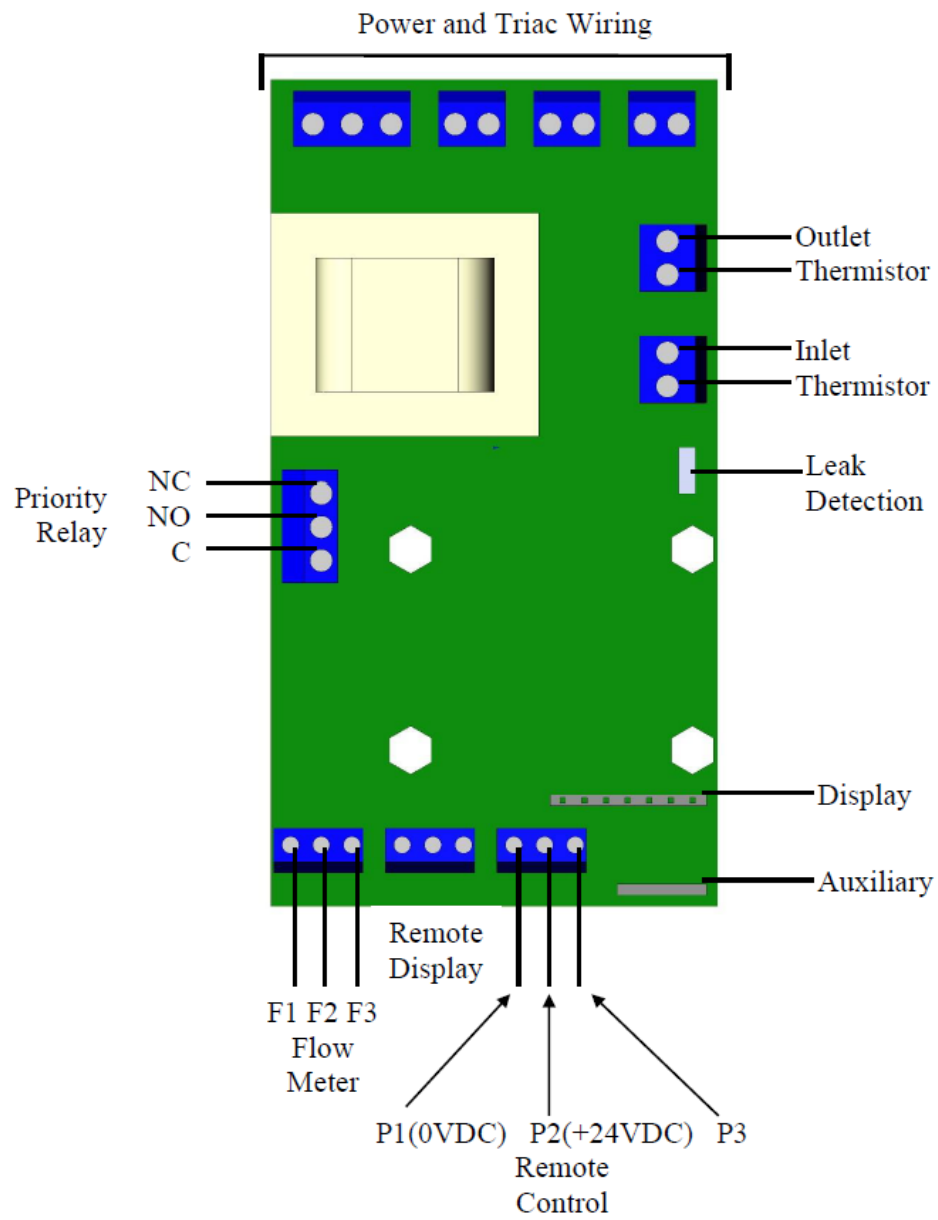 Power and Triac Wiring
Outlet
Thermistor
Inlet
Thermistor
Leak
Detection
Priority
Relay
NC
NO
C
Display
Auxiliary
Remote
Display
F1 F2 F3
Flow
Meter
P1(0VDC) P2(+24VDC) P3
Remote
Control